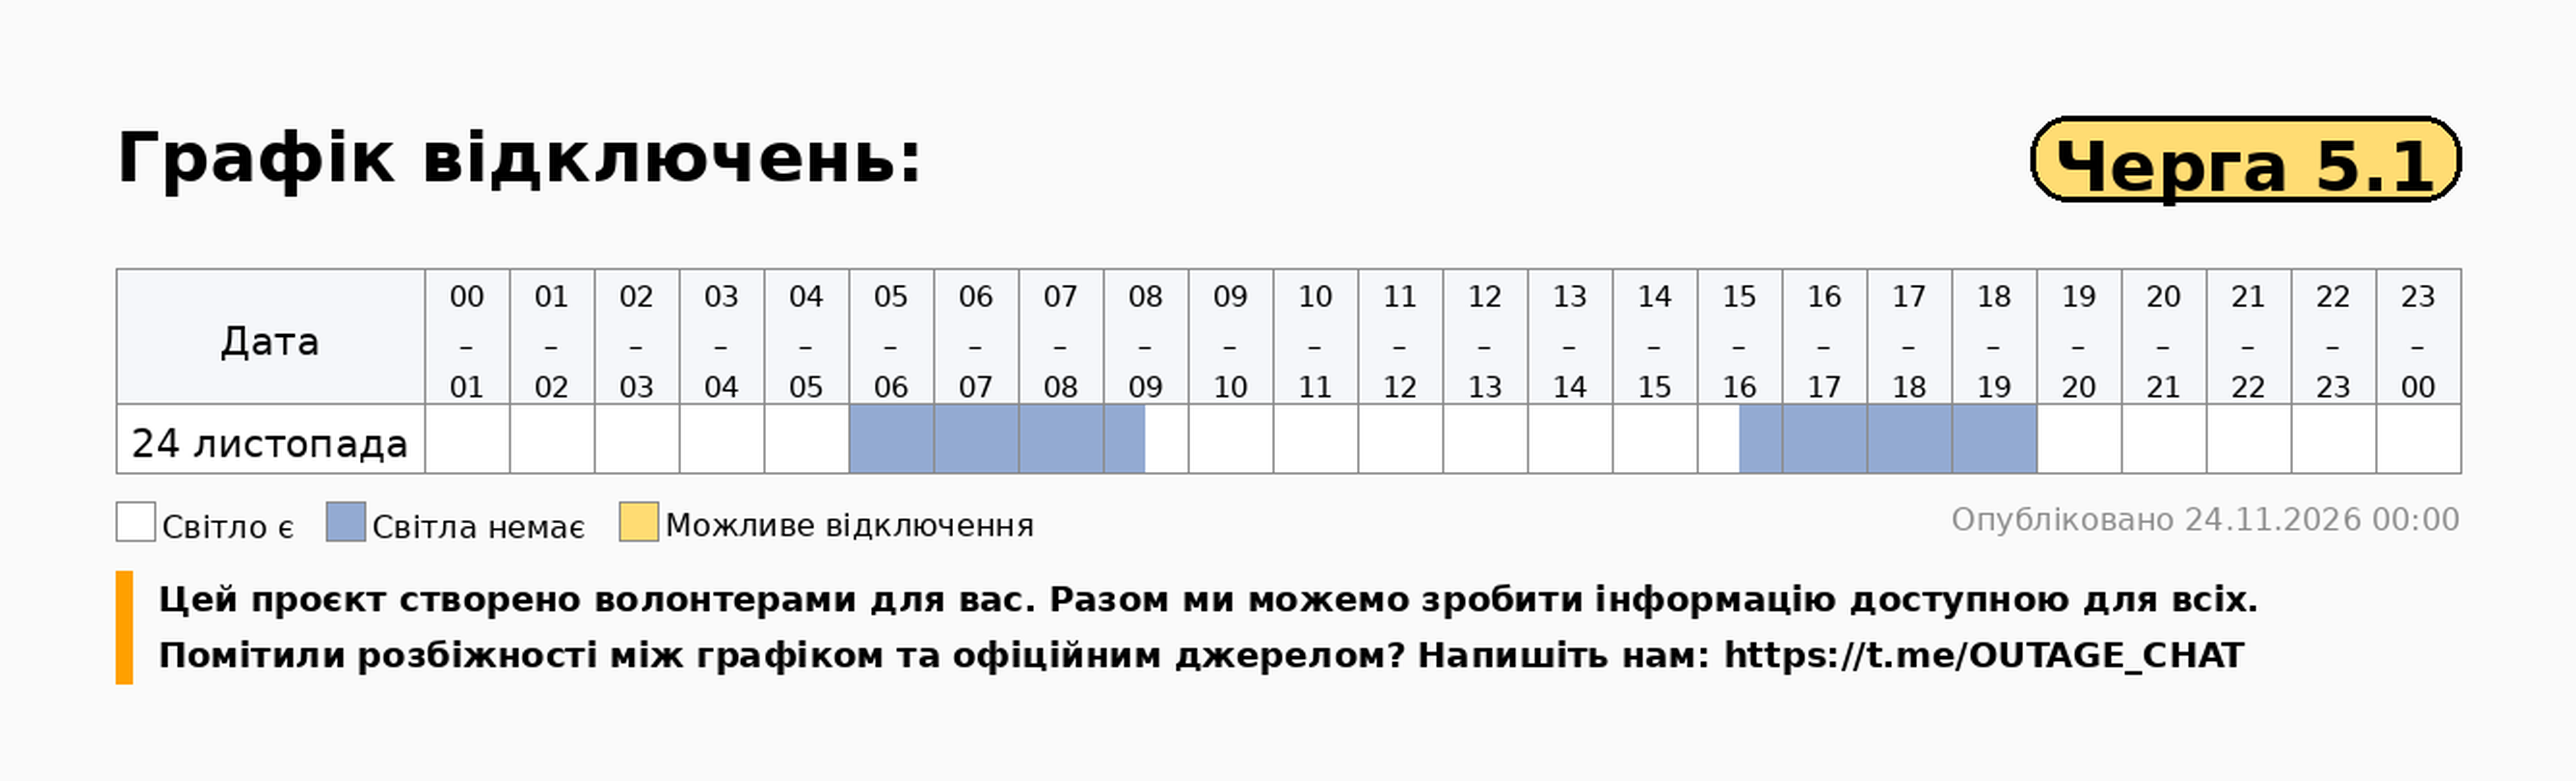 Графік відключень:
Черга 5.1
Дата
00 – 01
01 – 02
02 – 03
03 – 04
04 – 05
05 – 06
06 – 07
07 – 08
08 – 09
09 – 10
10 – 11
11 – 12
12 – 13
13 – 14
14 – 15
15 – 16
16 – 17
17 – 18
18 – 19
19 – 20
20 – 21
21 – 22
22 – 23
23 – 00
24 листопада
Світло є
Світла немає
Можливе відключення
Опубліковано 24.11.2026 00:00
Цей проєкт створено волонтерами для вас. Разом ми можемо зробити інформацію доступною для всіх.
Помітили розбіжності між графіком та офіційним джерелом? Напишіть нам: https://t.me/OUTAGE_CHAT